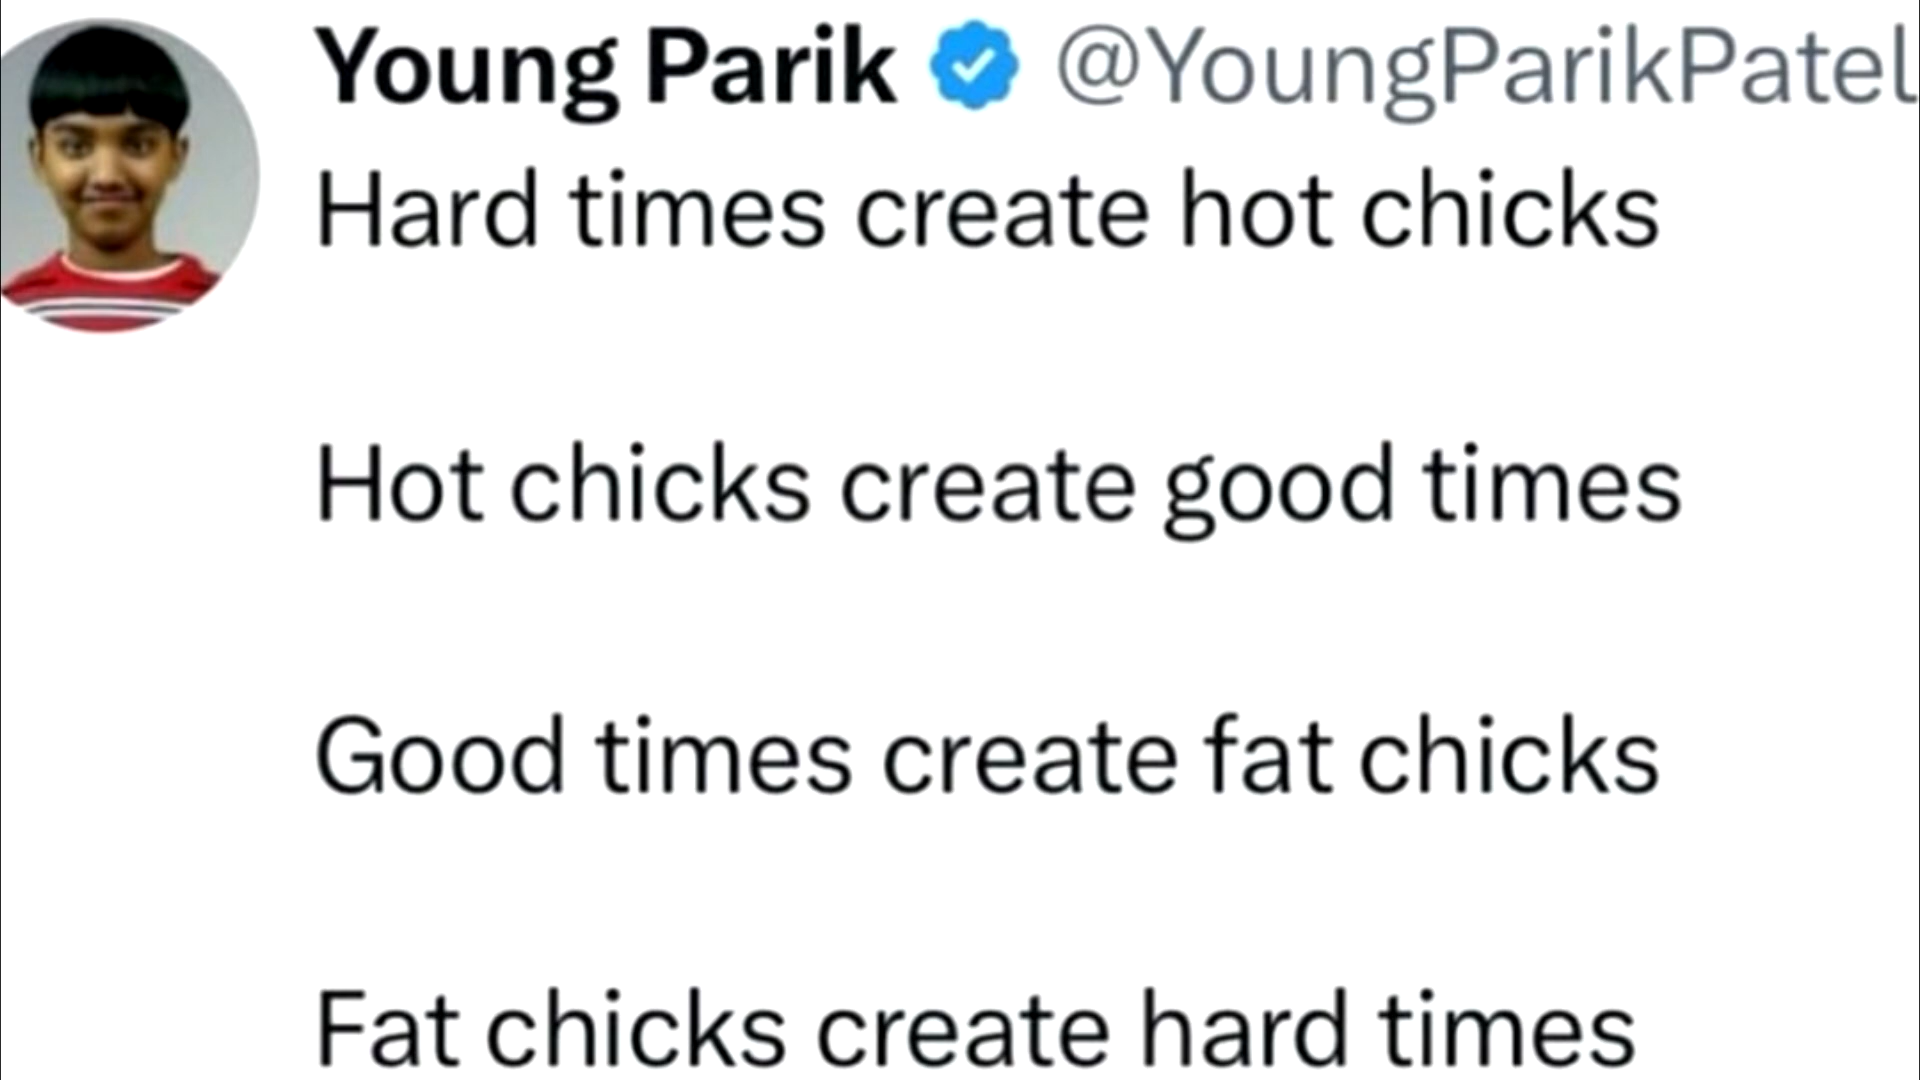 Young Parik @YoungParikPatel
Hard times create hot chicks
Hot chicks create good times
Good times create fat chicks
Fat chicks create hard times